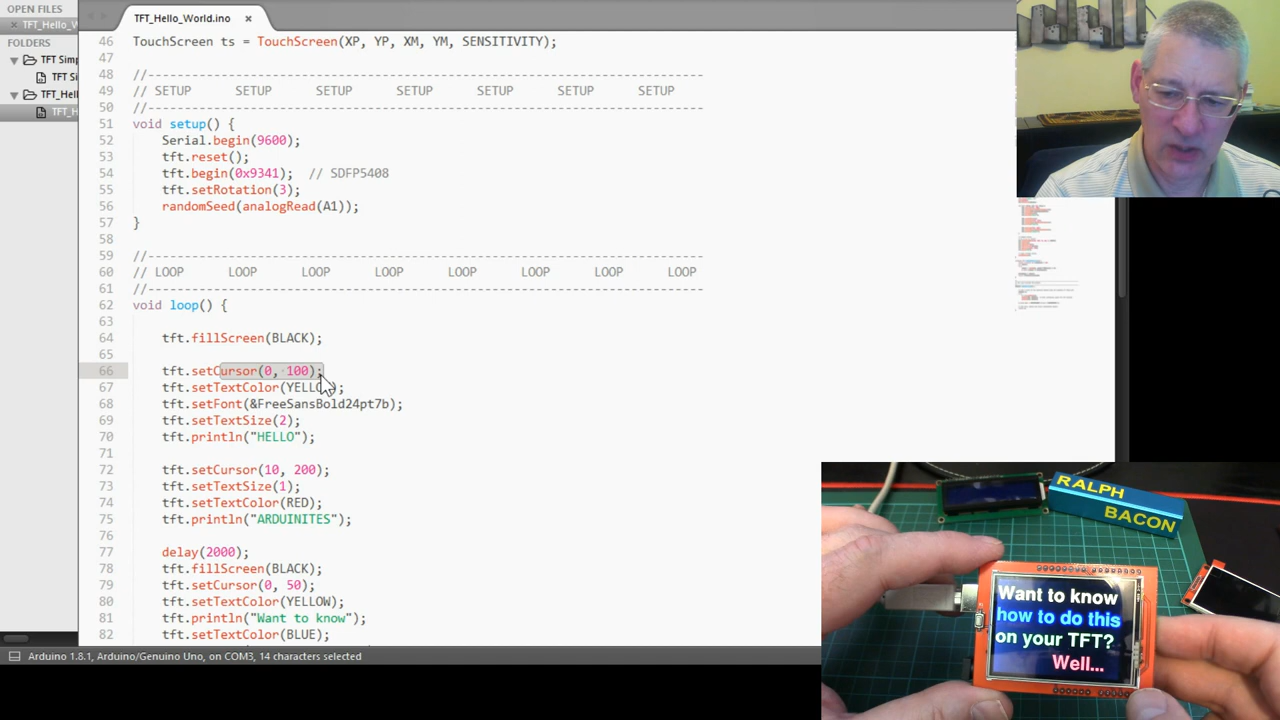 OPEN FILES
TFT_Hello_W
FOLDERS
TFT Simp
TFT Si
TFT_Hell
TFT_H
TFT_Hello_World.ino
46 TouchScreen ts = TouchScreen(XP, YP, XM, YM, SENSITIVITY);
47
48 //--------------------------------------------------------------------
49 // SETUP SETUP SETUP SETUP SETUP SETUP SETUP
50 //--------------------------------------------------------------------
51 void setup() {
52 Serial.begin(9600);
53 tft.reset();
54 tft.begin(0x9341); // SDFP5408
55 tft.setRotation(3);
56 randomSeed(analogRead(A1));
57 }
58
59 //--------------------------------------------------------------------
60 // LOOP LOOP LOOP LOOP LOOP LOOP LOOP LOOP
61 //--------------------------------------------------------------------
62 void loop() {
63
64 tft.fillScreen(BLACK);
65
66 tft.setCursor(0, 100);
67 tft.setTextColor(YELLOW);
68 tft.setFont(&FreeSansBold24pt7b);
69 tft.setTextSize(2);
70 tft.println("HELLO");
71
72 tft.setCursor(10, 200);
73 tft.setTextSize(1);
74 tft.setTextColor(RED);
75 tft.println("ARDUINITES");
76
77 delay(2000);
78 tft.fillScreen(BLACK);
79 tft.setCursor(0, 50);
80 tft.setTextColor(YELLOW);
81 tft.println("Want to know");
82 tft.setTextColor(BLUE);
Arduino 1.8.1, Arduino/Genuino Uno, on COM3, 14 characters selected
RALPH
BACON
Want to know
how to do this
on your TFT?
Well...